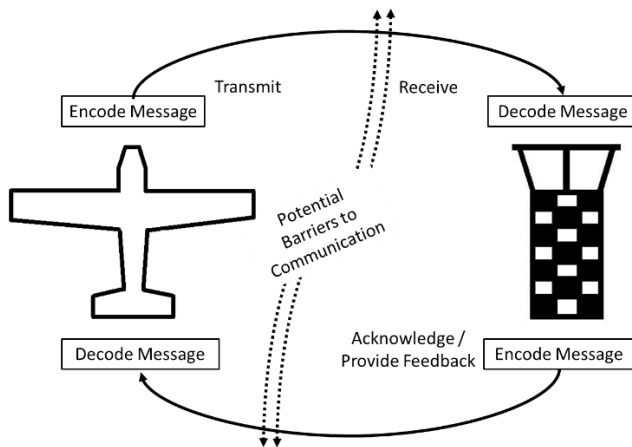 Transmit
Receive
Encode Message
Decode Message
Potential
Barriers to
Communication
Acknowledge /
Provide Feedback
Decode Message
Encode Message